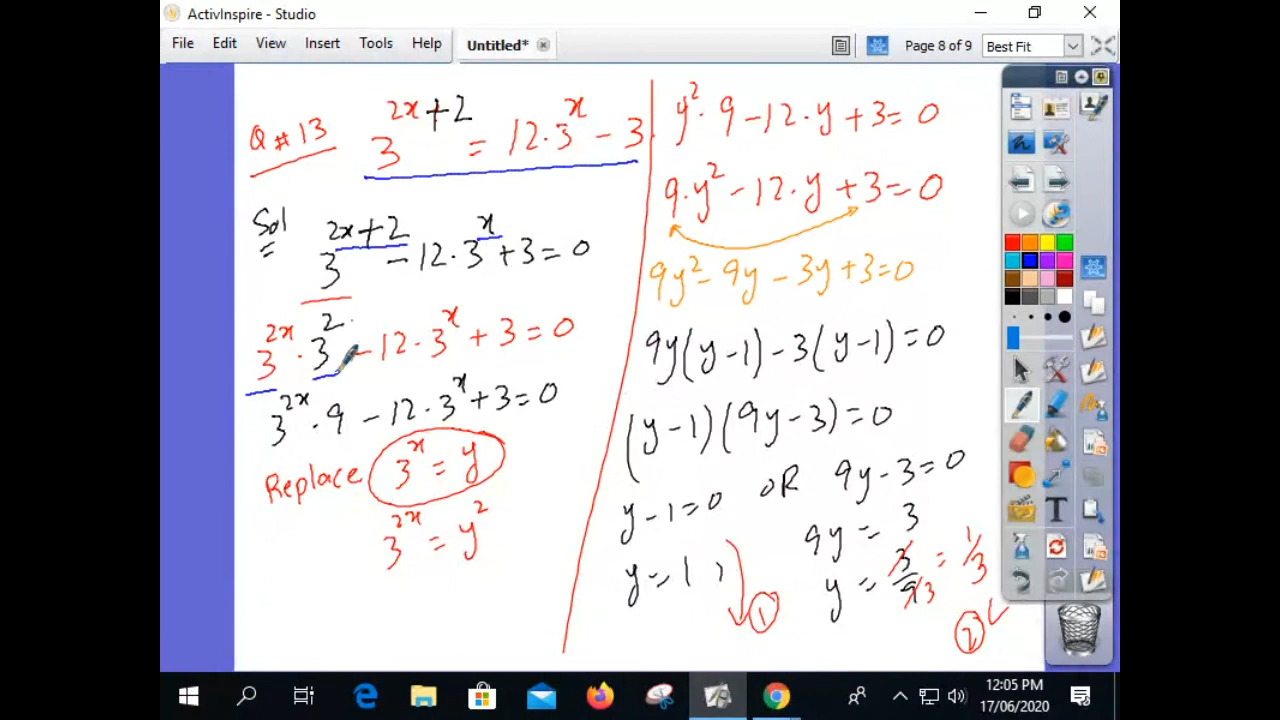 ActivInspire - Studio
File Edit View Insert Tools Help Untitled* Page 8 of 9 Best Fit
Q # 13 3^{2x+2} = 12·3^x - 3
Sol
=
3^{2x+2} - 12·3^x + 3 = 0
3^{2x}·3^2 - 12·3^x + 3 = 0
3^{2x}·9 - 12·3^x + 3 = 0
Replace 3^x = y
3^{2x} = y^2
y^2·9 - 12·y + 3 = 0
9·y^2 - 12·y + 3 = 0
9y^2 - 9y - 3y + 3 = 0
9y(y-1) - 3(y-1) = 0
(y-1)(9y-3) = 0
y-1=0 OR 9y-3=0
9y = 3
y = 1, ① y = 3/9 3 = 1/3
②
12:05 PM
17/06/2020